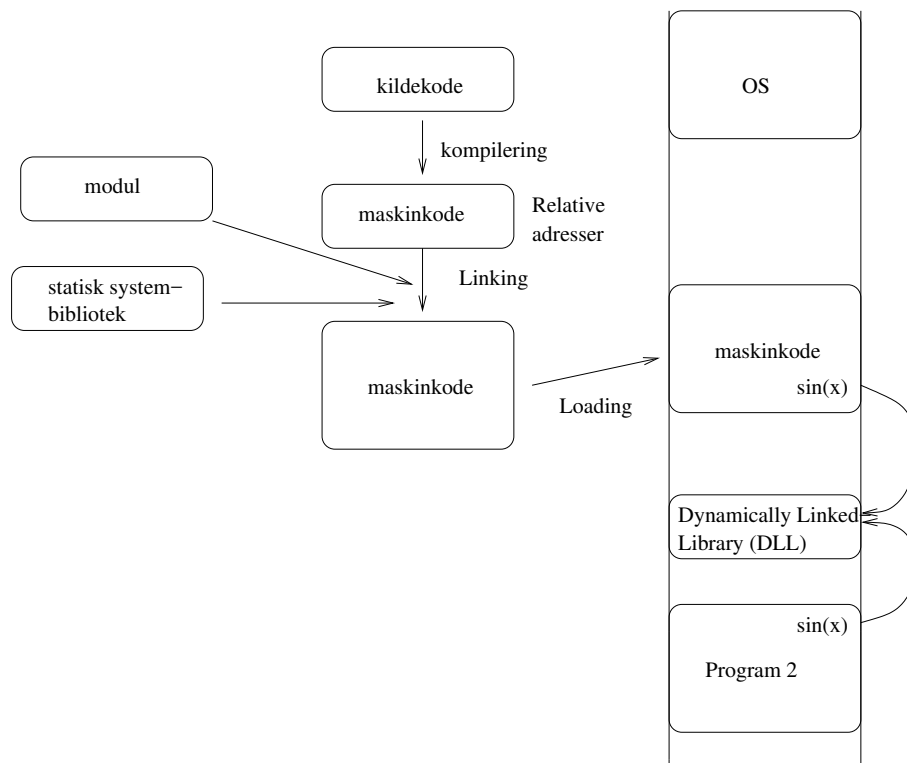 kildekode
OS
kompilering
modul
maskinkode
Relative
adresser
statisk system−
bibliotek
Linking
maskinkode
Loading
maskinkode
sin(x)
Dynamically Linked
Library (DLL)
sin(x)
Program 2